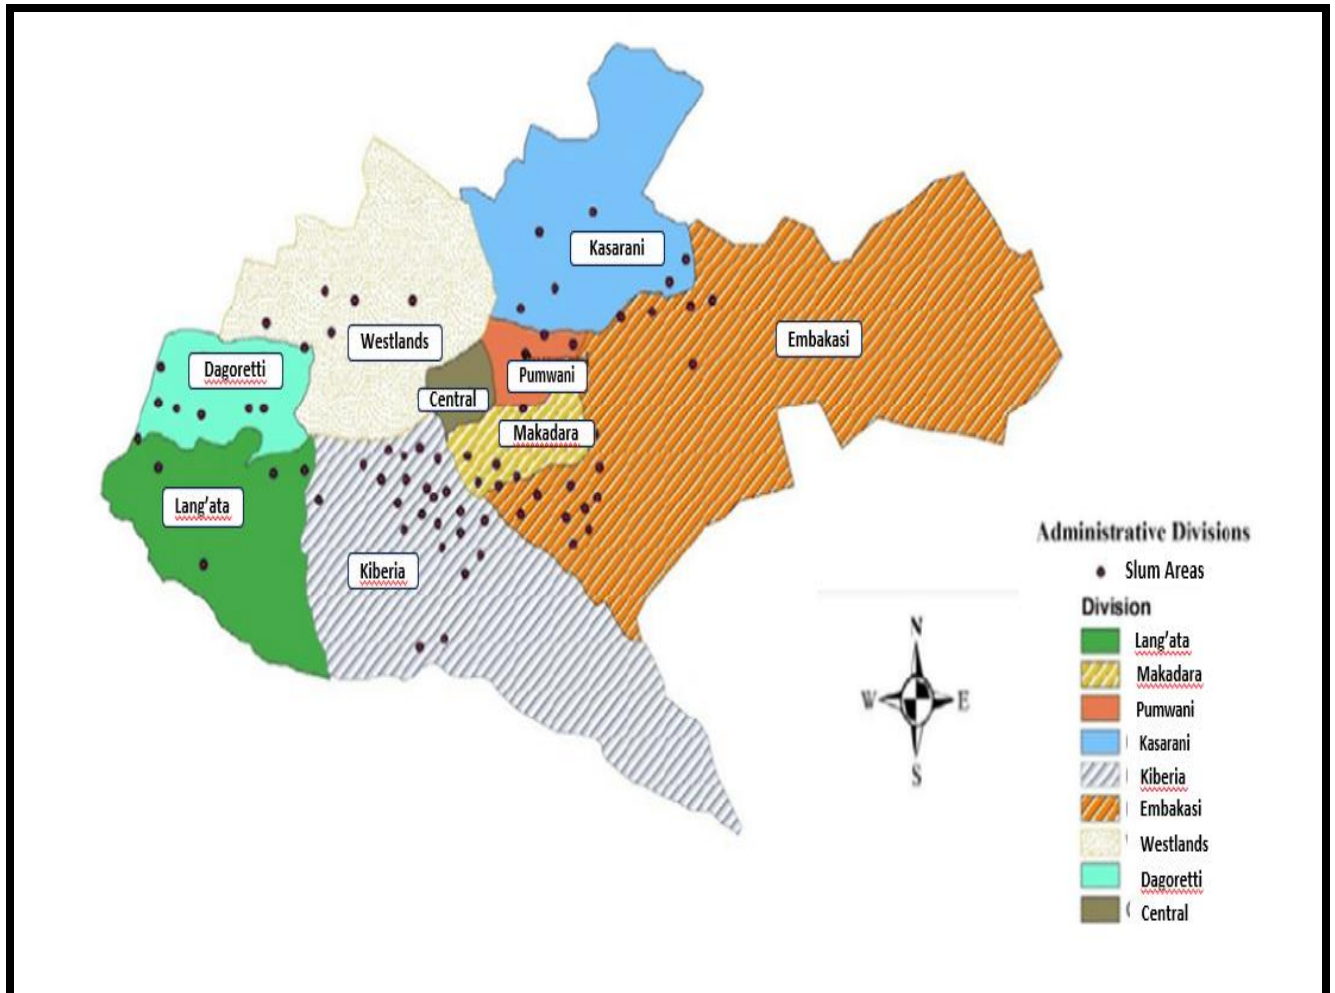 Kasarani
Embakasi
Westlands
Dagoretti
Pumwani
Central
Makadara
Lang'ata
Kiberia
Administrative Divisions
Slum Areas
Division
Lang'ata
Makadara
Pumwani
Kasarani
Kiberia
Embakasi
Westlands
Dagoretti
Central
N
W
E
S